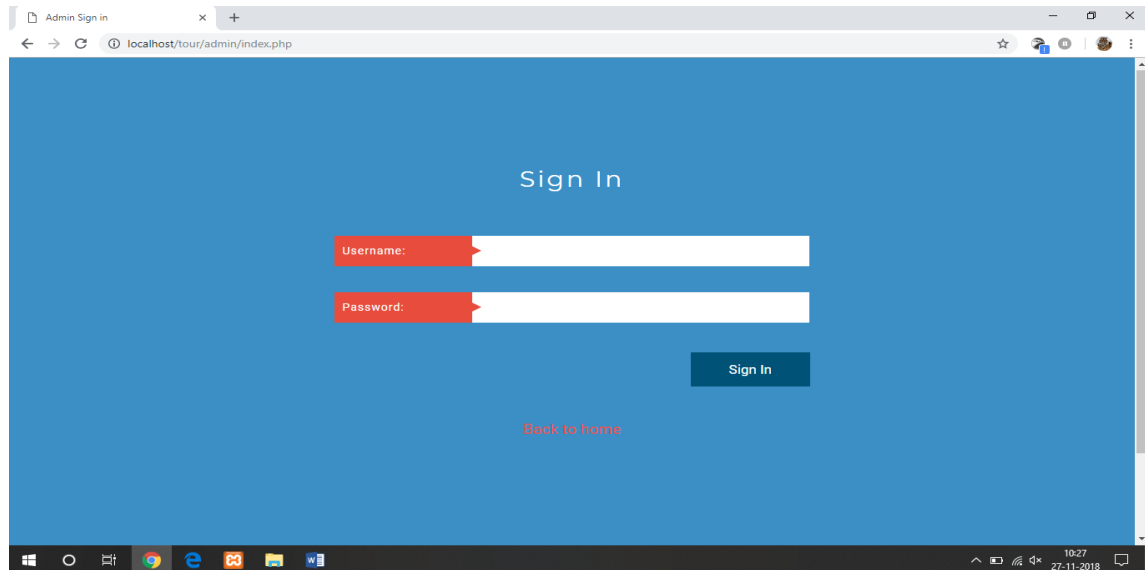 Admin Sign in
localhost/tour/admin/index.php
Sign In
Username:
Password:
Sign In
Back to home
10:27
27-11-2018